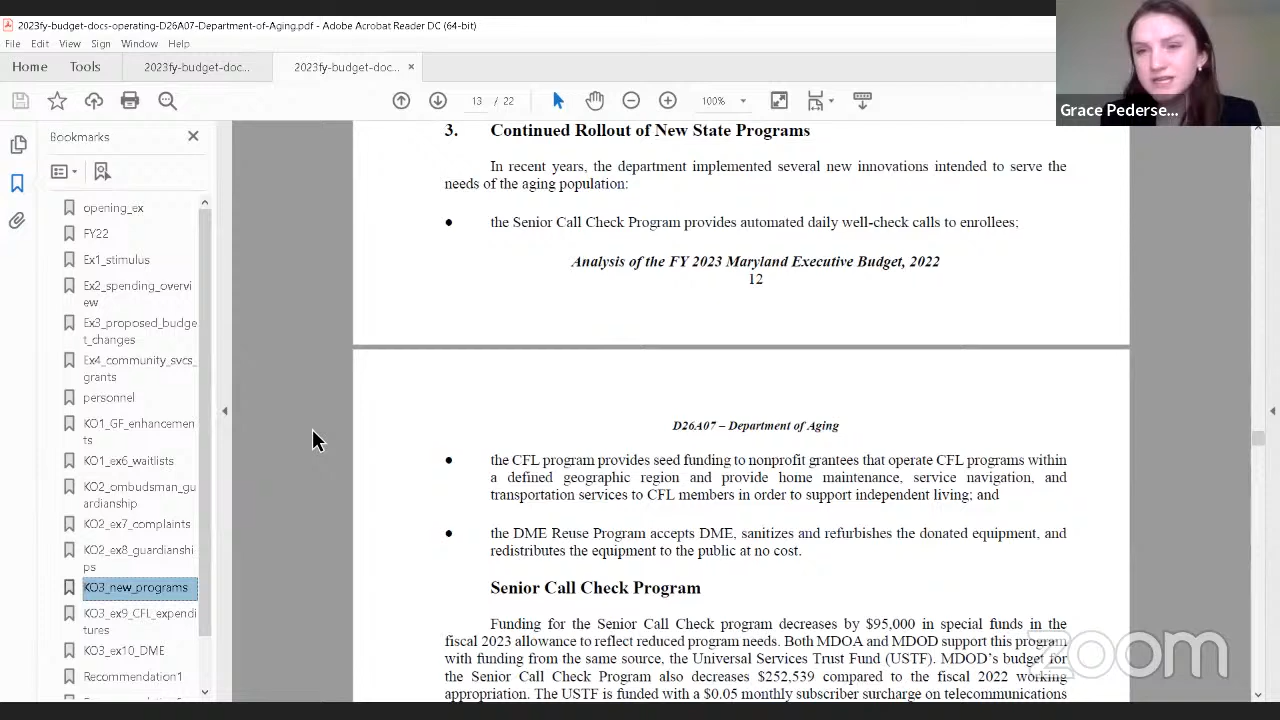 2023fy-budget-docs-operating-D26A07-Department-of-Aging.pdf - Adobe Acrobat Reader DC (64-bit)
File Edit View Sign Window Help
Home Tools 2023fy-budget-doc... 2023fy-budget-doc... ×
13 / 22 100%
Grace Pederse...
Bookmarks
opening_ex
FY22
Ex1_stimulus
Ex2_spending_overvi
ew
Ex3_proposed_budge
t_changes
Ex4_community_svcs_
grants
personnel
KO1_GF_enhancemen
ts
KO1_ex6_waitlists
KO2_ombudsman_gu
ardianship
KO2_ex7_complaints
KO2_ex8_guardianshi
ps
KO3_new_programs
KO3_ex9_CFL_expendi
tures
KO3_ex10_DME
Recommendation1
3. Continued Rollout of New State Programs
In recent years, the department implemented several new innovations intended to serve the
needs of the aging population:
● the Senior Call Check Program provides automated daily well-check calls to enrollees;
Analysis of the FY 2023 Maryland Executive Budget, 2022
12
D26A07 – Department of Aging
● the CFL program provides seed funding to nonprofit grantees that operate CFL programs within
a defined geographic region and provide home maintenance, service navigation, and
transportation services to CFL members in order to support independent living; and
● the DME Reuse Program accepts DME, sanitizes and refurbishes the donated equipment, and
redistributes the equipment to the public at no cost.
Senior Call Check Program
Funding for the Senior Call Check program decreases by $95,000 in special funds in the
fiscal 2023 allowance to reflect reduced program needs. Both MDOA and MDOD support this program
with funding from the same source, the Universal Services Trust Fund (USTF). MDOD's budget for
the Senior Call Check Program also decreases $252,539 compared to the fiscal 2022 working
appropriation. The USTF is funded with a $0.05 monthly subscriber surcharge on telecommunications
zoom